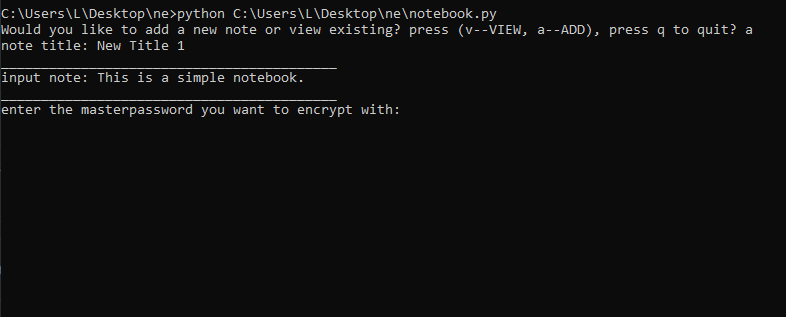 C:\Users\L\Desktop\ne>python C:\Users\L\Desktop\ne\notebook.py
Would you like to add a new note or view existing? press (v--VIEW, a--ADD), press q to quit? a
note title: New Title 1
__________________________________________
input note: This is a simple notebook.
__________________________________________
enter the masterpassword you want to encrypt with: